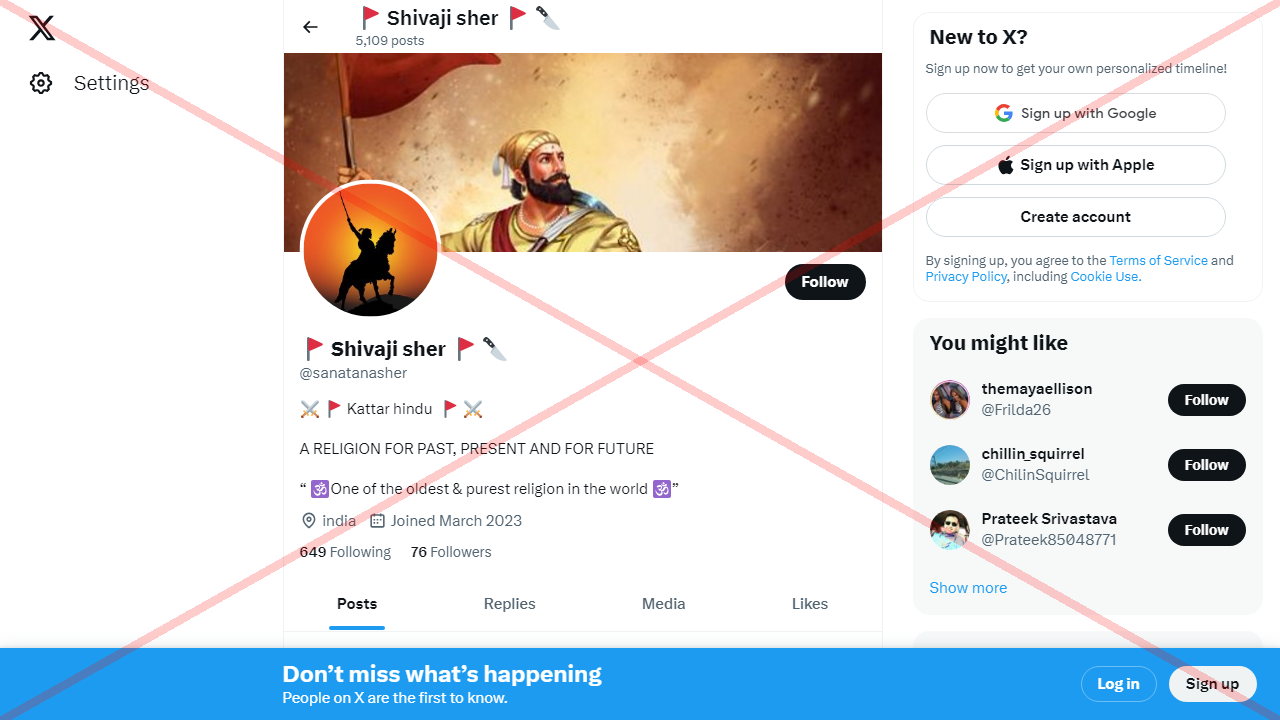 Settings
🚩 Shivaji sher 🚩 🔪
5,109 posts
Follow
🚩 Shivaji sher 🚩 🔪
@sanatanasher
⚔️ 🚩 Kattar hindu 🚩 ⚔️
A RELIGION FOR PAST, PRESENT AND FOR FUTURE
“ 🕉️One of the oldest & purest religion in the world 🕉️”
india Joined March 2023
649 Following 76 Followers
Posts Replies Media Likes
New to X?
Sign up now to get your own personalized timeline!
Sign up with Google
Sign up with Apple
Create account
By signing up, you agree to the Terms of Service and
Privacy Policy, including Cookie Use.
You might like
themayaellison
@Frilda26
Follow
chillin_squirrel
@ChilinSquirrel
Follow
Prateek Srivastava
@Prateek85048771
Follow
Show more
Don’t miss what’s happening
People on X are the first to know.
Log in
Sign up